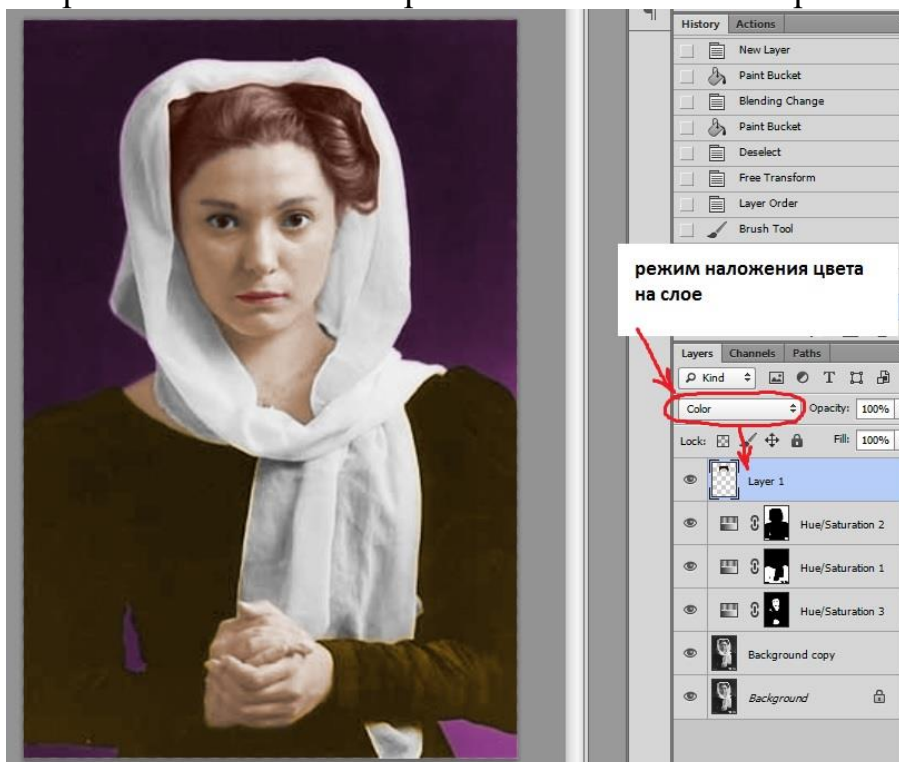 History Actions
New Layer
Paint Bucket
Blending Change
Paint Bucket
Deselect
Free Transform
Layer Order
Brush Tool
режим наложения цвета
на слое
Layers Channels Paths
Kind T
Color Opacity: 100%
Lock: Fill: 100%
Layer 1
Hue/Saturation 2
Hue/Saturation 1
Hue/Saturation 3
Background copy
Background